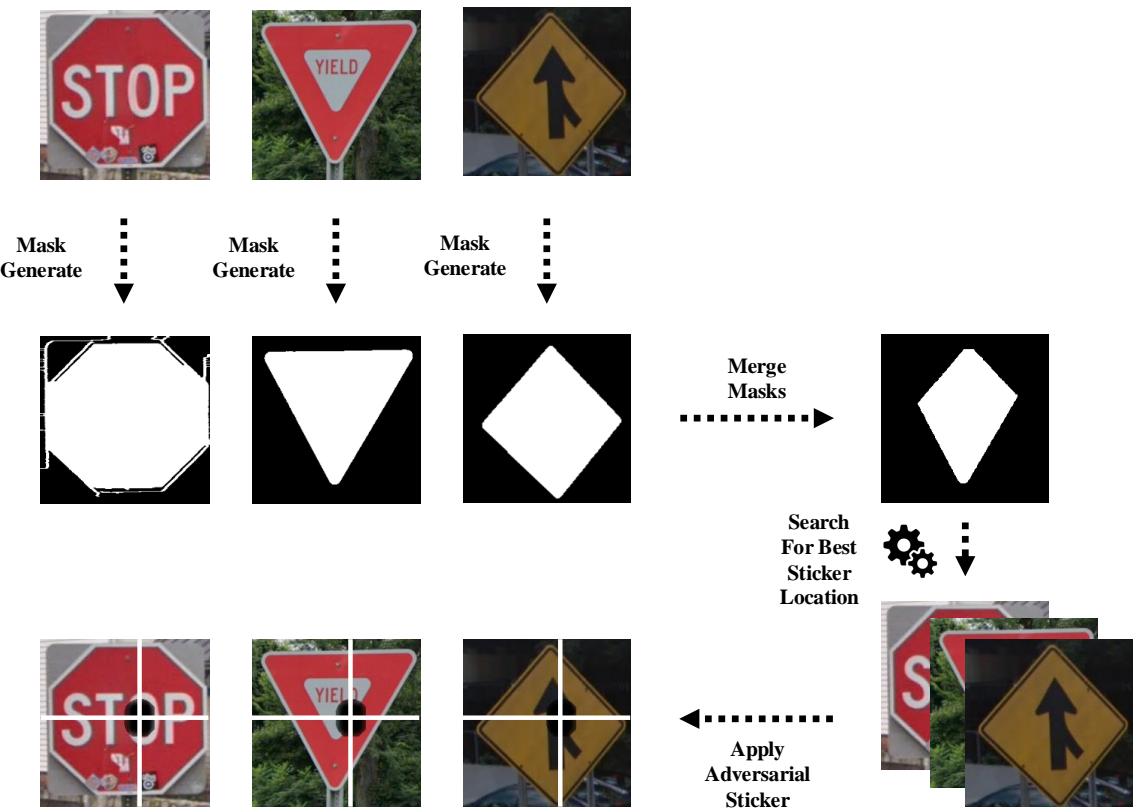 STOP
YIELD
Mask
Generate
Mask
Generate
Mask
Generate
Merge
Masks
Search
For Best
Sticker
Location
STOP
YIELD
S
Apply
Adversarial
Sticker